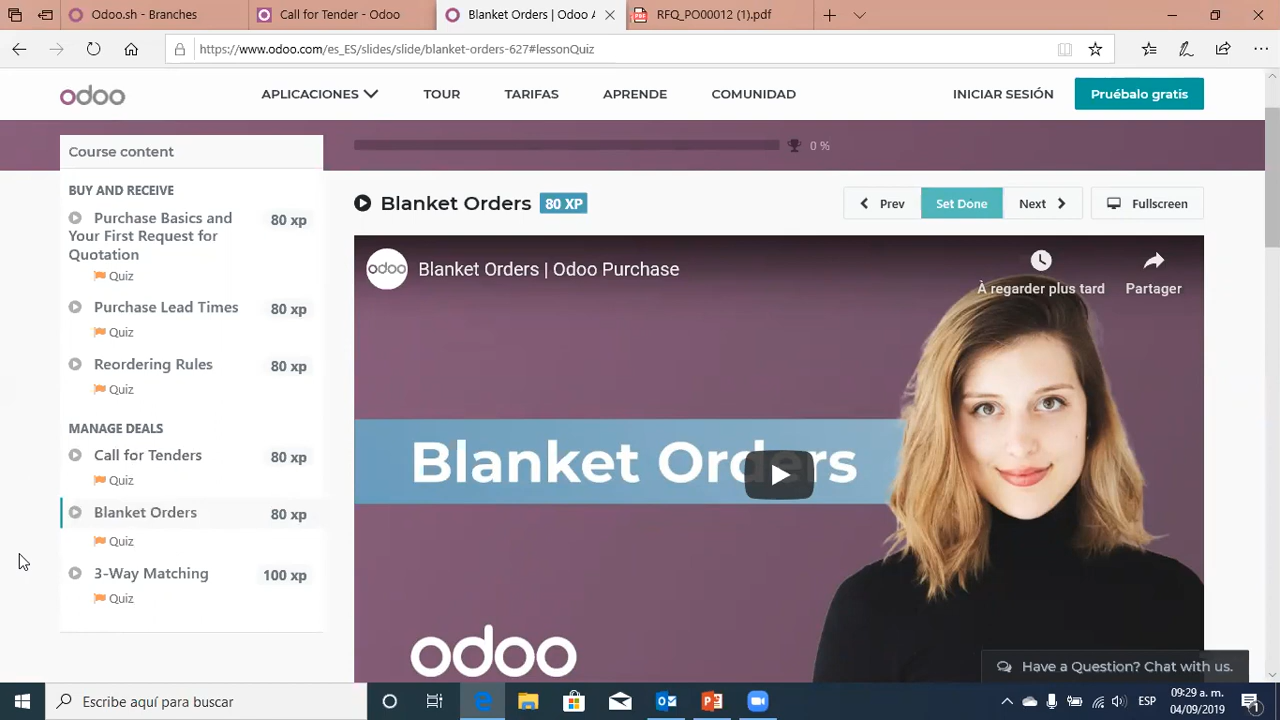 Odoo.sh - Branches
Call for Tenders - Odoo
Blanket Orders | Odoo A
RFQ_PO00012 (1).pdf
https://www.odoo.com/es_ES/slides/slide/blanket-orders-627#lessonQuiz
odoo
APLICACIONES
TOUR
TARIFAS
APRENDE
COMUNIDAD
INICIAR SESIÓN
Pruébalo gratis
Course content
0 %
BUY AND RECEIVE
Purchase Basics and
Your First Request for
Quotation
80 xp
Quiz
Purchase Lead Times 80 xp
Quiz
Reordering Rules 80 xp
Quiz
MANAGE DEALS
Call for Tenders 80 xp
Quiz
Blanket Orders 80 xp
Quiz
3-Way Matching 100 xp
Quiz
Blanket Orders 80 XP
Prev
Set Done
Next
Fullscreen
odoo
Blanket Orders | Odoo Purchase
À regarder plus tard
Partager
Blanket Orders
odoo
Have a Question? Chat with us.
Escribe aquí para buscar
ESP
09:29 a. m.
04/09/2019
1